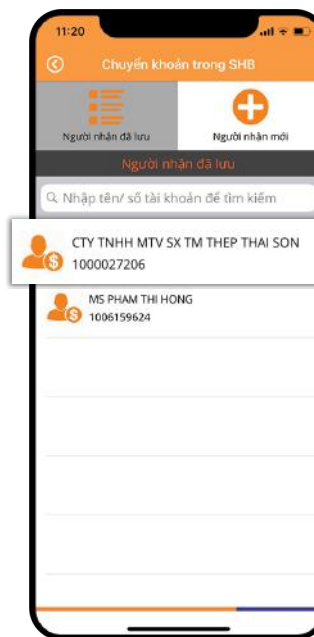 11:20
Chuyển khoản trong SHB
Người nhận đã lưu
Người nhận mới
Người nhận đã lưu
Nhập tên/ số tài khoản để tìm kiếm
CTY TNHH MTV SX TM THEP THAI SON
1000027206
MS PHAM THI HONG
1006159624